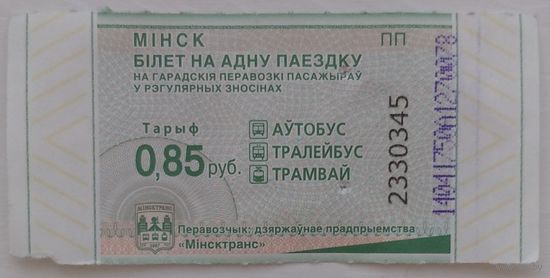 МІНСК ПП
БІЛЕТ НА АДНУ ПАЕЗДКУ
НА ГАРАДСКІЯ ПЕРАВОЗКІ ПАСАЖЫРАЎ
У РЭГУЛЯРНЫХ ЗНОСІНАХ
Тарыф
0,85 руб.
АЎТОБУС
ТРАЛЕЙБУС
ТРАМВАЙ
2330345
МІНСКТРАНС
Перавозчык: дзяржаўнае прадпрыемства
«Мінсктранс»